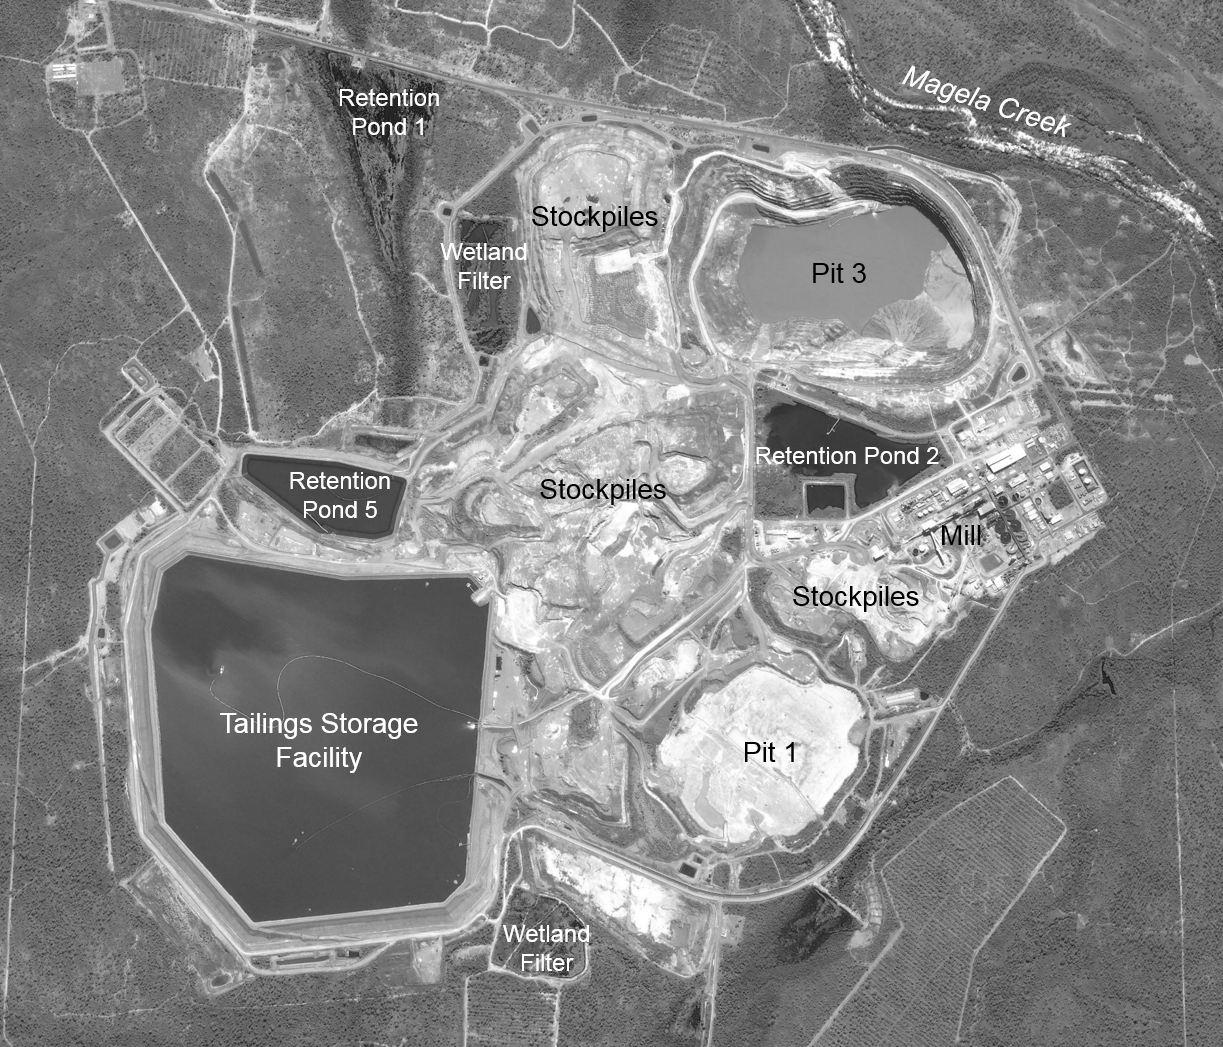 Magela Creek
Retention
Pond 1
Stockpiles
Wetland
Filter
Pit 3
Retention Pond 2
Retention
Pond 5
Stockpiles
Mill
Stockpiles
Tailings Storage
Facility
Pit 1
Wetland
Filter